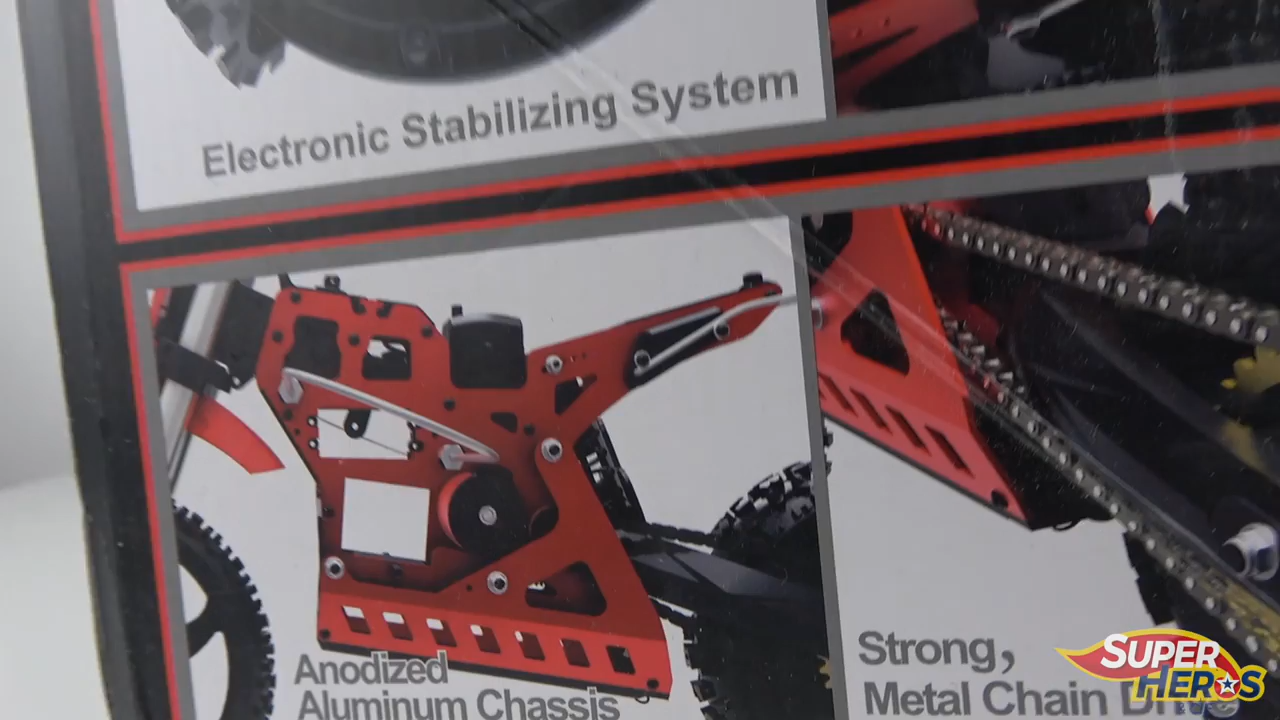 Electronic Stabilizing System
Anodized
Aluminum Chassis
Strong,
Metal Chain
SUPER
HEROS